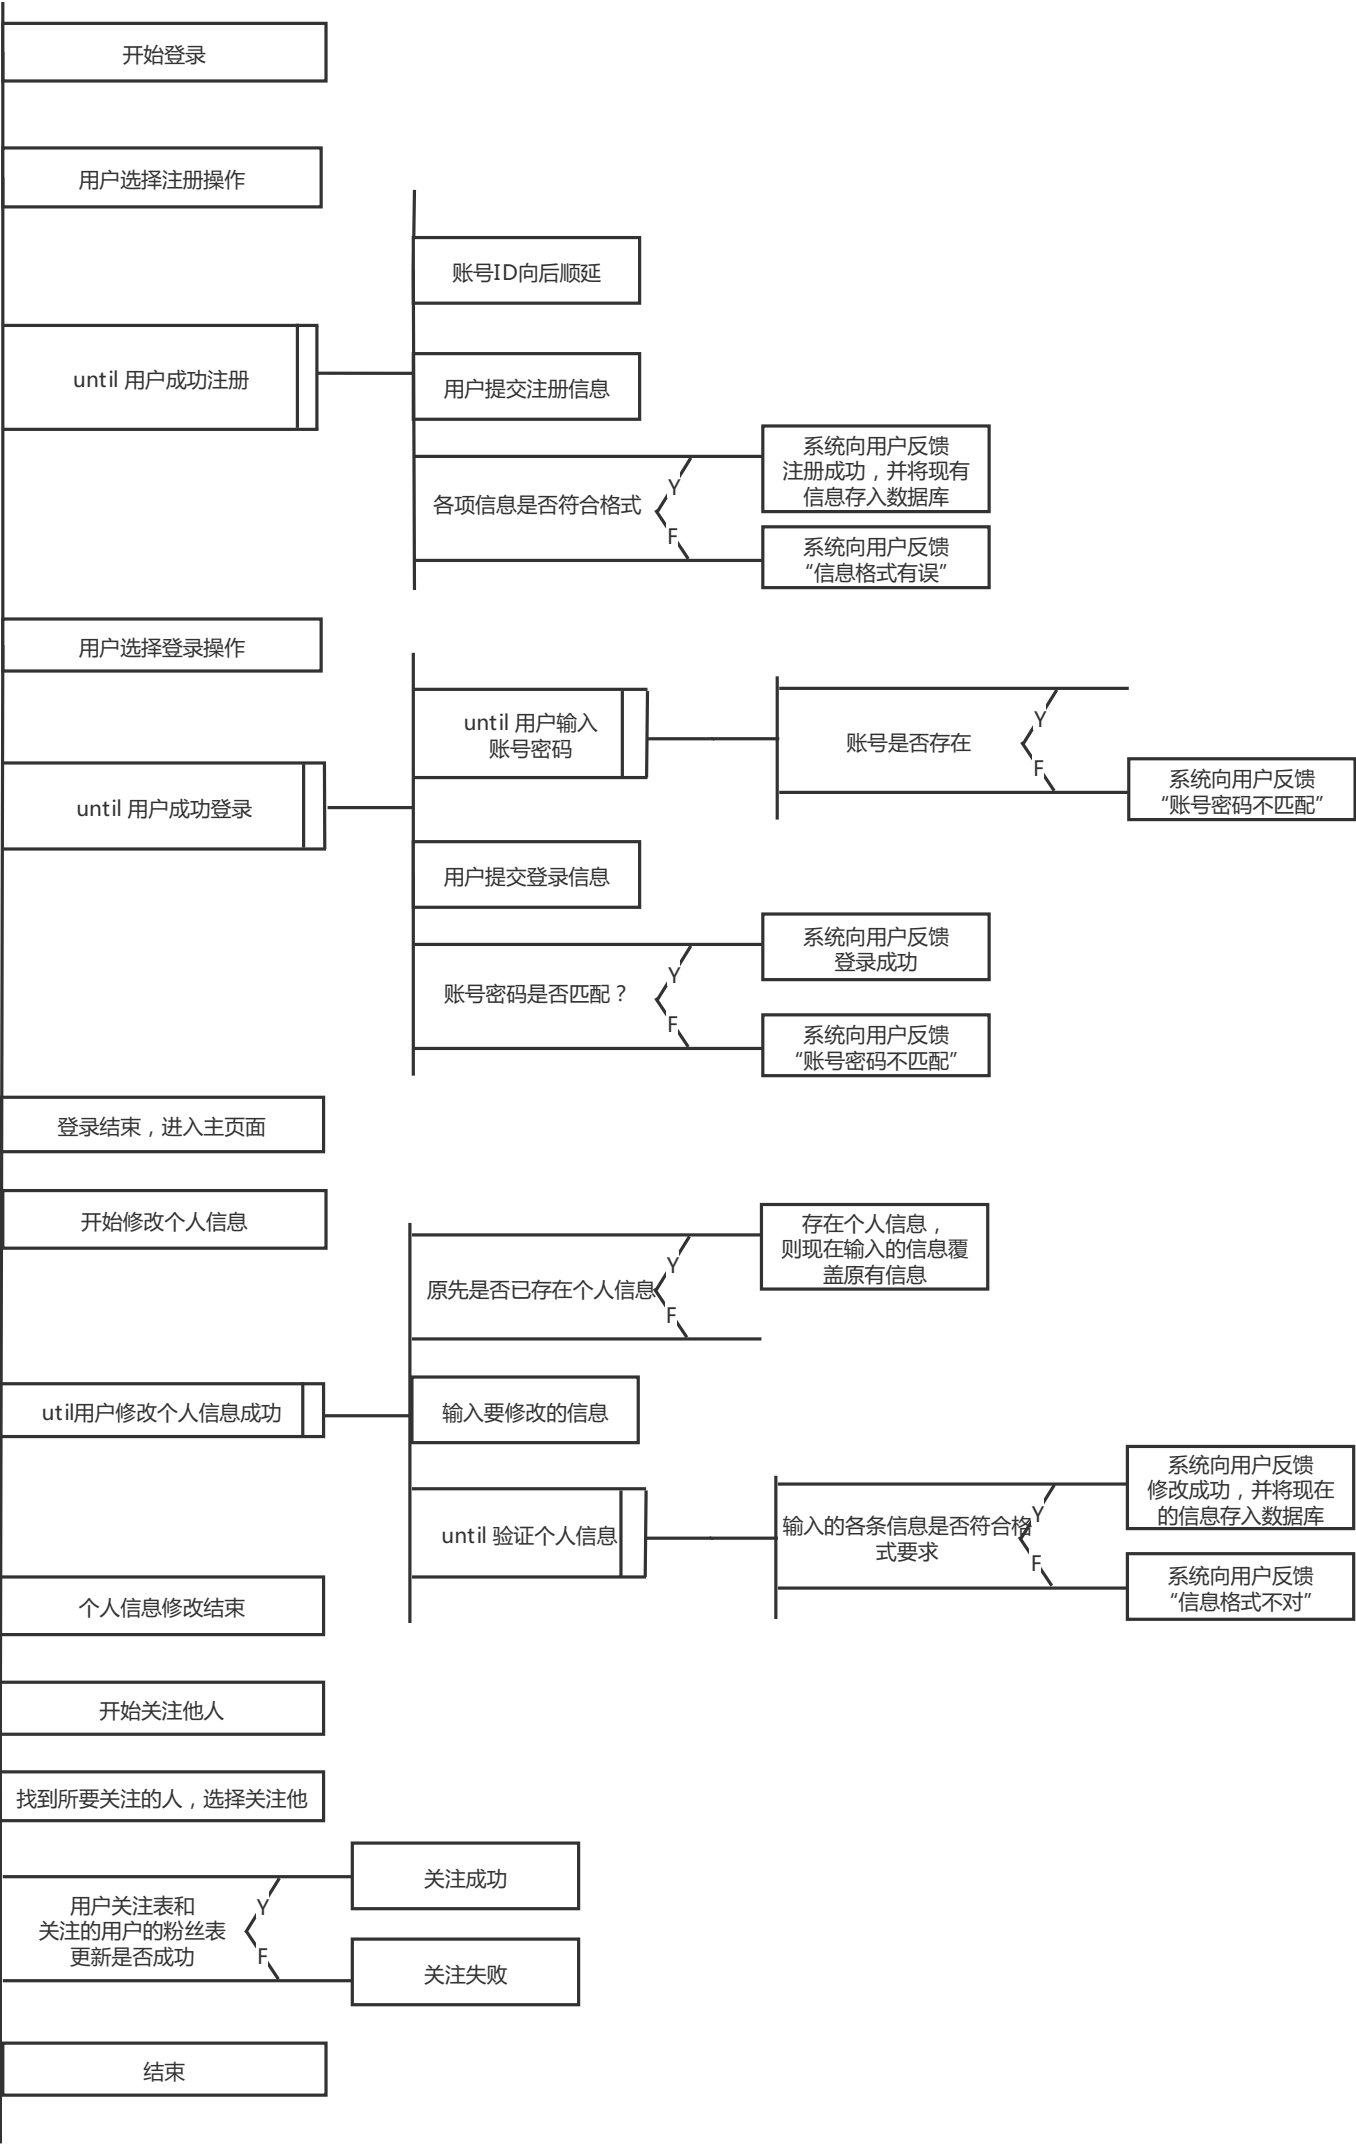 开始登录
用户选择注册操作
账号ID向后顺延
until 用户成功注册
用户提交注册信息
系统向用户反馈
注册成功，并将现有
信息存入数据库
各项信息是否符合格式
Y
F
系统向用户反馈
“信息格式有误”
用户选择登录操作
until 用户输入
账号密码
账号是否存在
Y
F
系统向用户反馈
“账号密码不匹配”
until 用户成功登录
用户提交登录信息
系统向用户反馈
登录成功
账号密码是否匹配？
Y
F
系统向用户反馈
“账号密码不匹配”
登录结束，进入主页面
开始修改个人信息
存在个人信息，
则现在输入的信息覆
盖原有信息
原先是否已存在个人信息
Y
F
util用户修改个人信息成功
输入要修改的信息
until 验证个人信息
输入的各条信息是否符合格
式要求
Y
F
系统向用户反馈
修改成功，并将现在
的信息存入数据库
系统向用户反馈
“信息格式不对”
个人信息修改结束
开始关注他人
找到所要关注的人，选择关注他
用户关注表和
关注的用户的粉丝表
更新是否成功
Y
F
关注成功
关注失败
结束